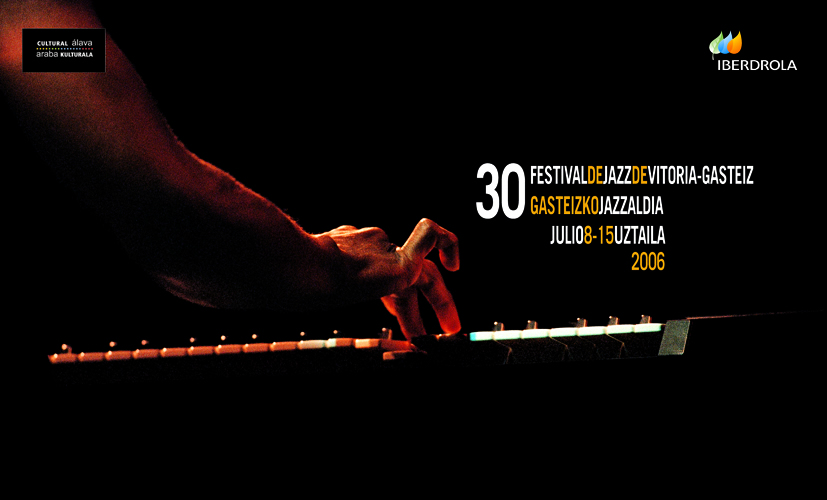 CULTURAL álava
araba KULTURALA
IBERDROLA
30 FESTIVALDEJAZZDEVITORIA-GASTEIZ
GASTEIZKOJAZZALDIA
JULIO8-15UZTAILA
2006